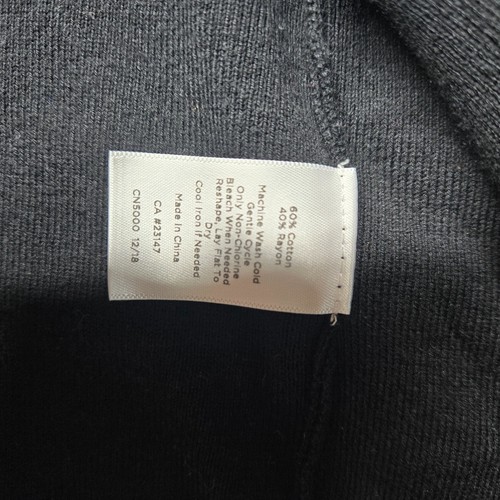 60% Cotton
40% Rayon
Machine Wash Cold
Gentle Cycle
Only Non-Chlorine
Bleach When Needed
Reshape, Lay Flat To
Dry
Cool Iron If Needed
Made In China
CA #23147
CN5000 12/18